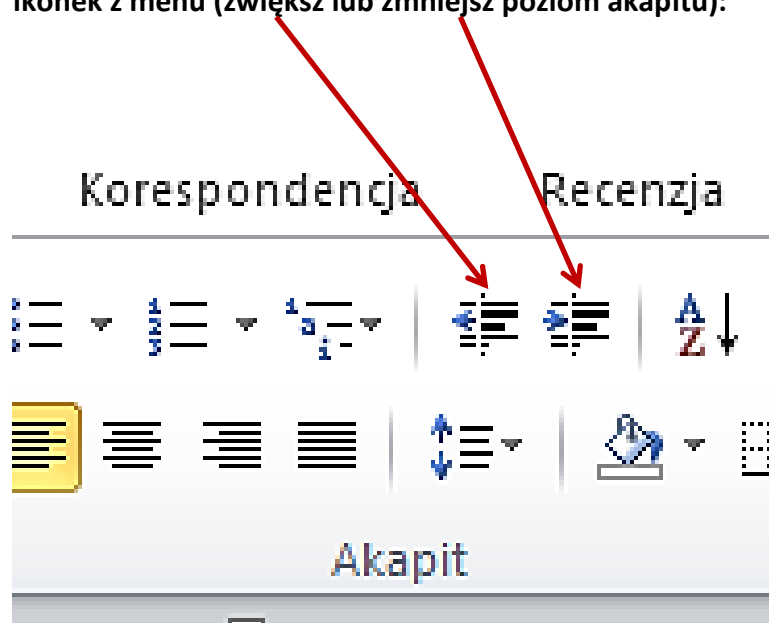 ikonek z menu (zwiększ lub zmniejsz poziom akapitu):
Korespondencja Recenzja
Akapit